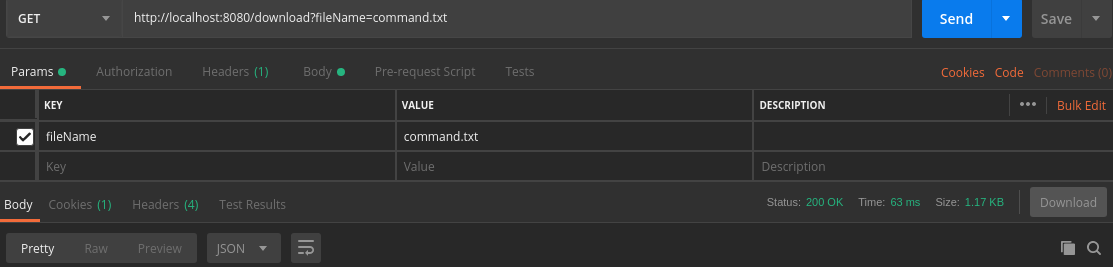 GET http://localhost:8080/download?fileName=command.txt Send Save
Params Authorization Headers (1) Body Pre-request Script Tests Cookies Code Comments (0)
KEY VALUE DESCRIPTION ••• Bulk Edit
fileName command.txt
Key Value Description
Body Cookies (1) Headers (4) Test Results Status: 200 OK Time: 63 ms Size: 1.17 KB Download
Pretty Raw Preview JSON